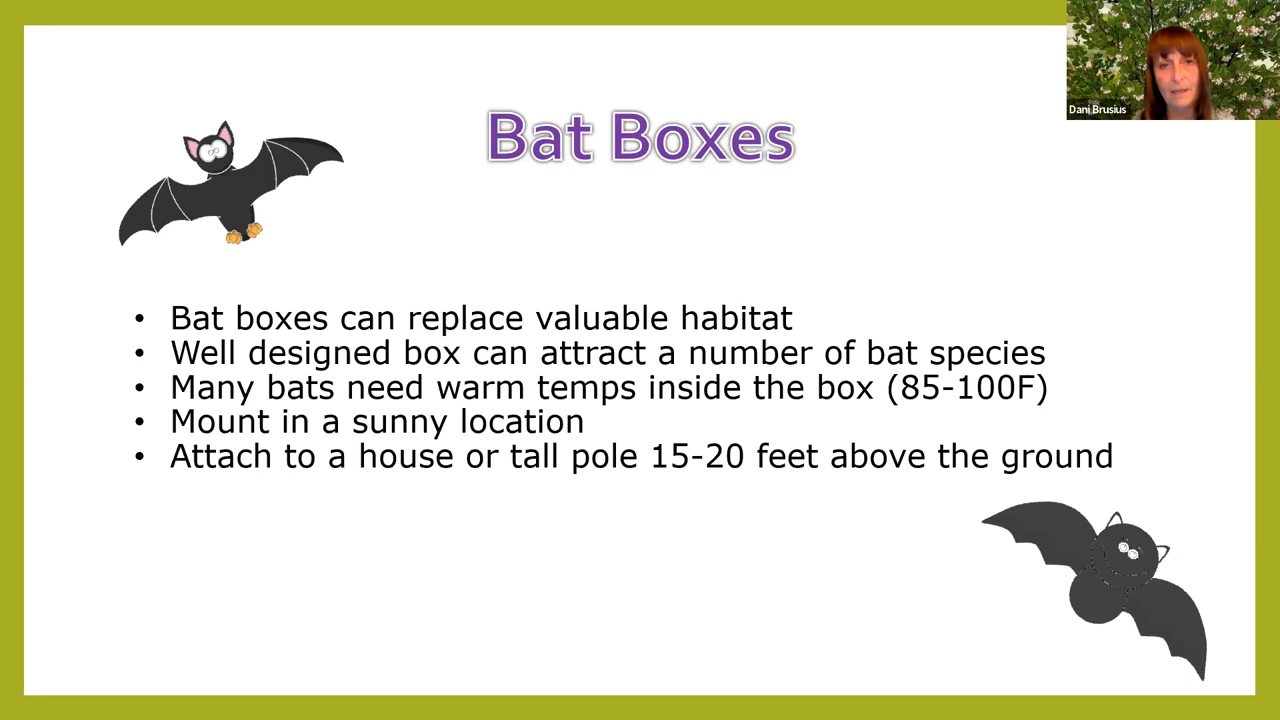 Dani Brusius
Bat Boxes
• Bat boxes can replace valuable habitat
• Well designed box can attract a number of bat species
• Many bats need warm temps inside the box (85-100F)
• Mount in a sunny location
• Attach to a house or tall pole 15-20 feet above the ground